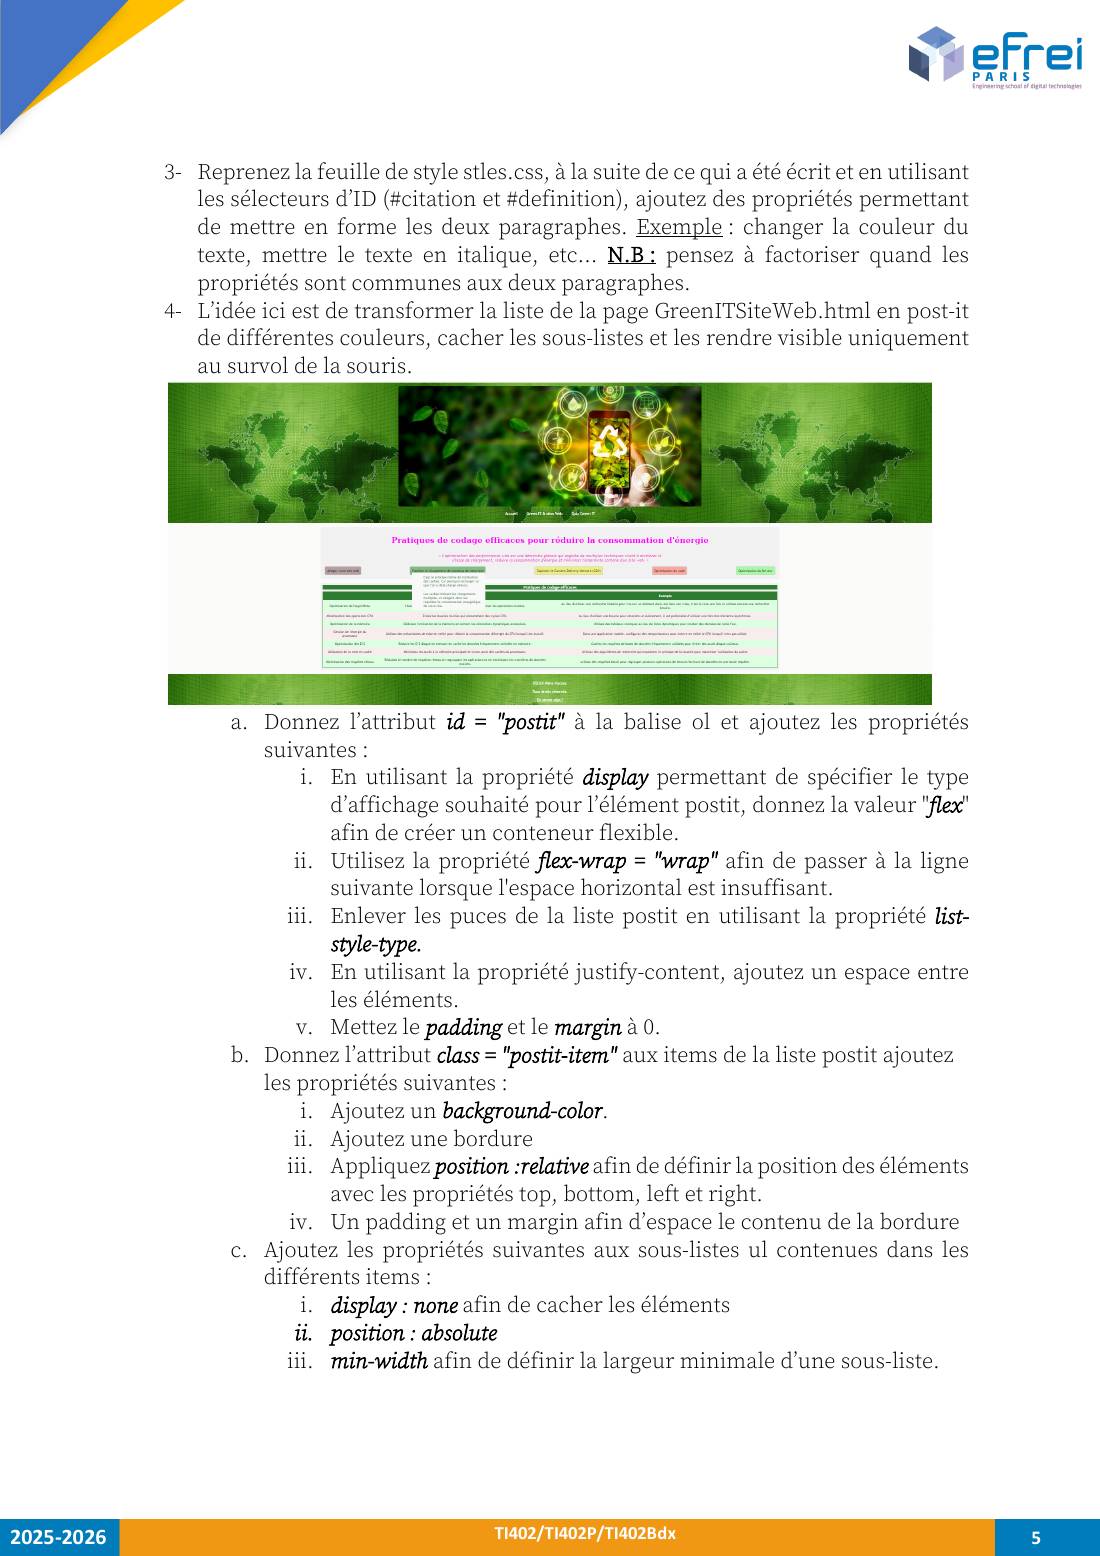 efrei
PARIS
Engineering school of digital technologies
3- Reprenez la feuille de style stles.css, à la suite de ce qui a été écrit et en utilisant
les sélecteurs d’ID (#citation et #definition), ajoutez des propriétés permettant
de mettre en forme les deux paragraphes. Exemple : changer la couleur du
texte, mettre le texte en italique, etc... N.B : pensez à factoriser quand les
propriétés sont communes aux deux paragraphes.
4- L’idée ici est de transformer la liste de la page GreenITSiteWeb.html en post-it
de différentes couleurs, cacher les sous-listes et les rendre visible uniquement
au survol de la souris.
Accueil
Pratiques de codage efficaces pour réduire la consommation d'énergie
Pratiques de codage efficaces
Exemple
Tous droits réservés
a. Donnez l’attribut id = "postit" à la balise ol et ajoutez les propriétés
suivantes :
i. En utilisant la propriété display permettant de spécifier le type
d’affichage souhaité pour l’élément postit, donnez la valeur "flex"
afin de créer un conteneur flexible.
ii. Utilisez la propriété flex-wrap = "wrap" afin de passer à la ligne
suivante lorsque l'espace horizontal est insuffisant.
iii. Enlever les puces de la liste postit en utilisant la propriété list-
style-type.
iv. En utilisant la propriété justify-content, ajoutez un espace entre
les éléments.
v. Mettez le padding et le margin à 0.
b. Donnez l’attribut class = "postit-item" aux items de la liste postit ajoutez
les propriétés suivantes :
i. Ajoutez un background-color.
ii. Ajoutez une bordure
iii. Appliquez position :relative afin de définir la position des éléments
avec les propriétés top, bottom, left et right.
iv. Un padding et un margin afin d’espace le contenu de la bordure
c. Ajoutez les propriétés suivantes aux sous-listes ul contenues dans les
différents items :
i. display : none afin de cacher les éléments
ii. position : absolute
iii. min-width afin de définir la largeur minimale d’une sous-liste.
2025-2026
TI402/TI402P/TI402Bdx
5